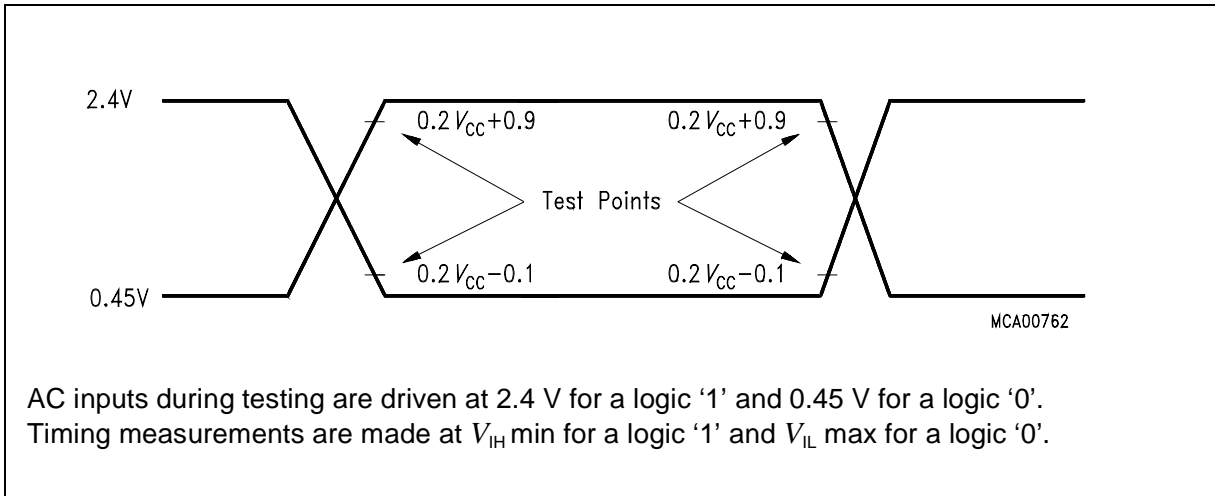 2.4V
0.2 VCC+0.9 0.2 VCC+0.9
Test Points
0.2 VCC−0.1 0.2 VCC−0.1
0.45V
MCA00762
AC inputs during testing are driven at 2.4 V for a logic ‘1’ and 0.45 V for a logic ‘0’.
Timing measurements are made at VIH min for a logic ‘1’ and VIL max for a logic ‘0’.